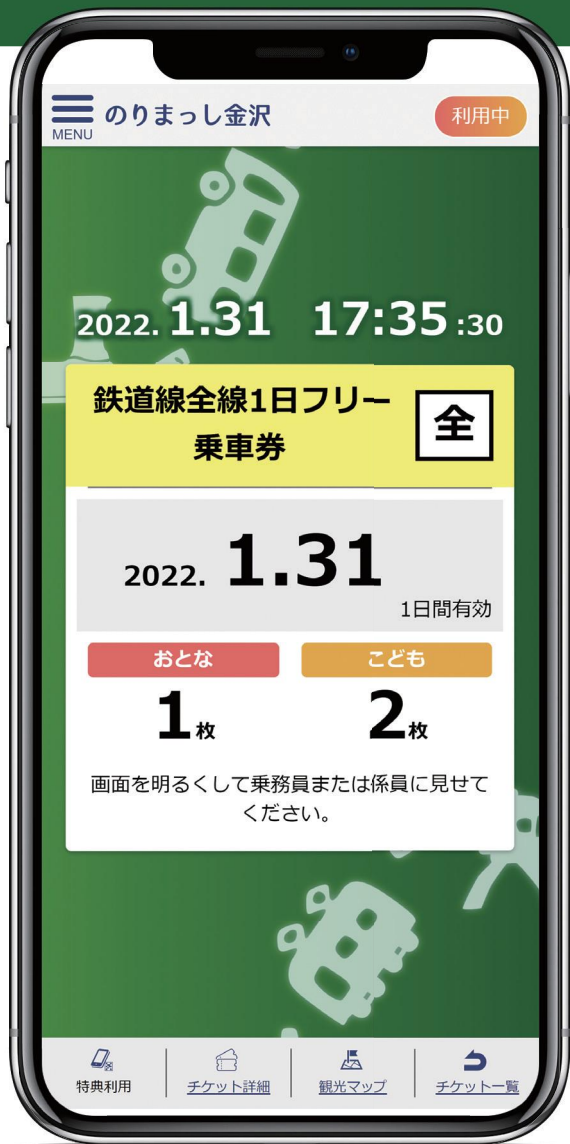 MENU
のりまっし金沢
利用中
2022. 1.31 17:35 :30
鉄道線全線1日フリー
乗車券
全
2022. 1.31
1日間有効
おとな
こども
1枚
2枚
画面を明るくして乗務員または係員に見せて
ください。
特典利用
チケット詳細
観光マップ
チケット一覧